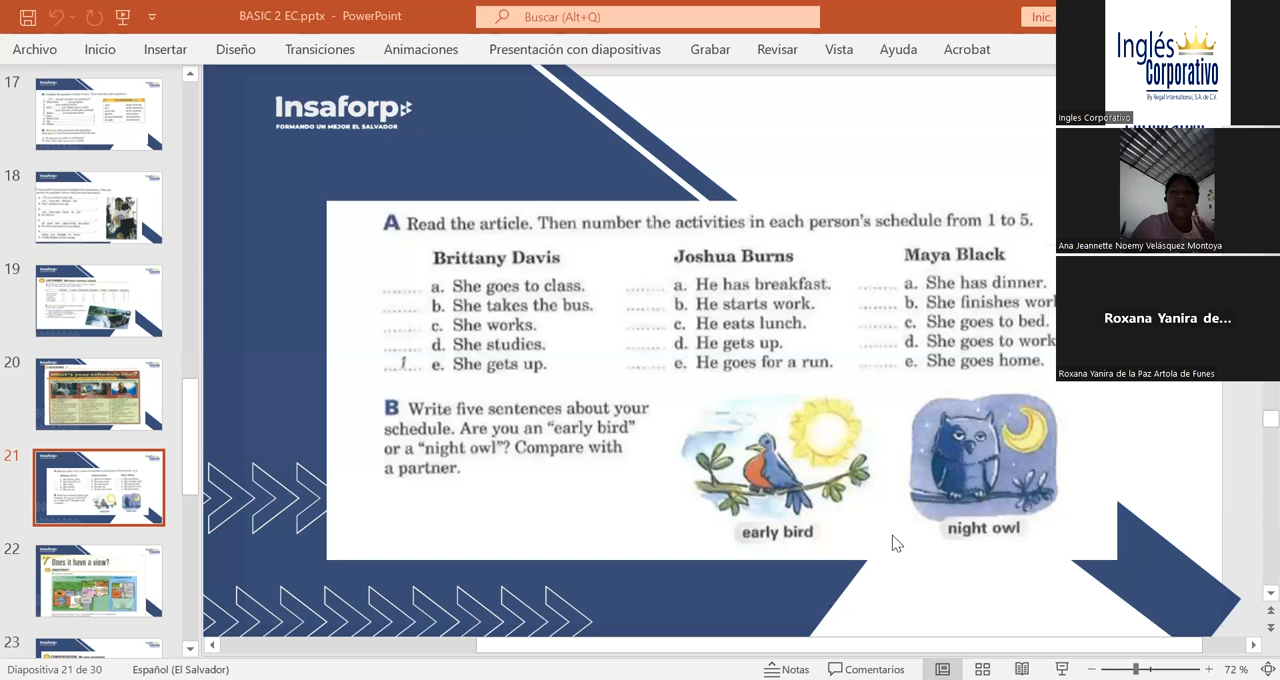 BASIC 2 EC.pptx - PowerPoint
Buscar (Alt+Q)
Inic.
Archivo Inicio Insertar Diseño Transiciones Animaciones Presentación con diapositivas Grabar Revisar Vista Ayuda Acrobat
Inglés
Corporativo
By Regal International, S.A. de C.V.
Ingles Corporativo
Ana Jeannette Noemy Velásquez Montoya
Roxana Yanira de...
Roxana Yanira de la Paz Artola de Funes
17
18
19
20
21
22
Does it have a view?
23
Insaforp
FORMANDO UN MEJOR EL SALVADOR
A Read the article. Then number the activities in each person's schedule from 1 to 5.
Brittany Davis
a. She goes to class.
b. She takes the bus.
c. She works.
d. She studies.
1 e. She gets up.
Joshua Burns
a. He has breakfast.
b. He starts work.
c. He eats lunch.
d. He gets up.
e. He goes for a run.
Maya Black
a. She has dinner.
b. She finishes wor
c. She goes to bed.
d. She goes to work
e. She goes home.
B Write five sentences about your
schedule. Are you an "early bird"
or a "night owl"? Compare with
a partner.
early bird
night owl
Diapositiva 21 de 30
Español (El Salvador)
Notas
Comentarios
72 %